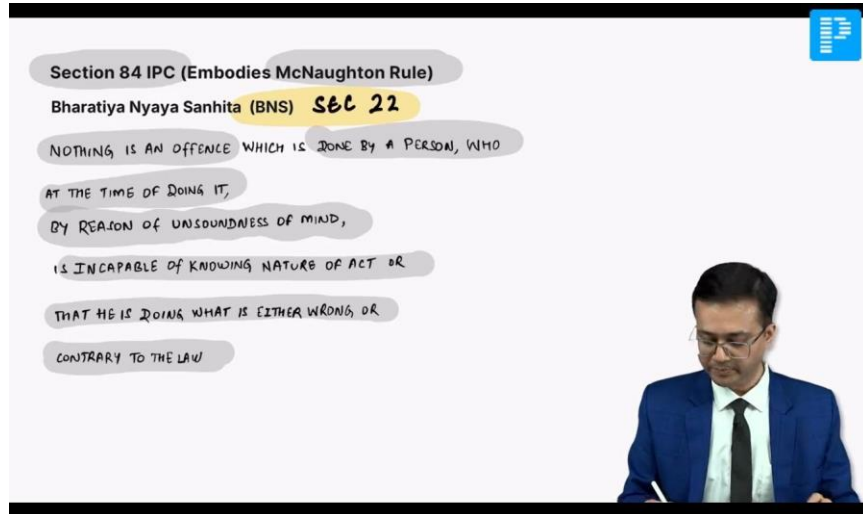 Section 84 IPC (Embodies McNaughton Rule)
Bharatiya Nyaya Sanhita (BNS) SEC 22
NOTHING IS AN OFFENCE WHICH IS DONE BY A PERSON, WHO
AT THE TIME OF DOING IT,
BY REASON OF UNSOUNDNESS OF MIND,
IS INCAPABLE OF KNOWING NATURE OF ACT OR
THAT HE IS DOING WHAT IS EITHER WRONG, OR
CONTRARY TO THE LAW